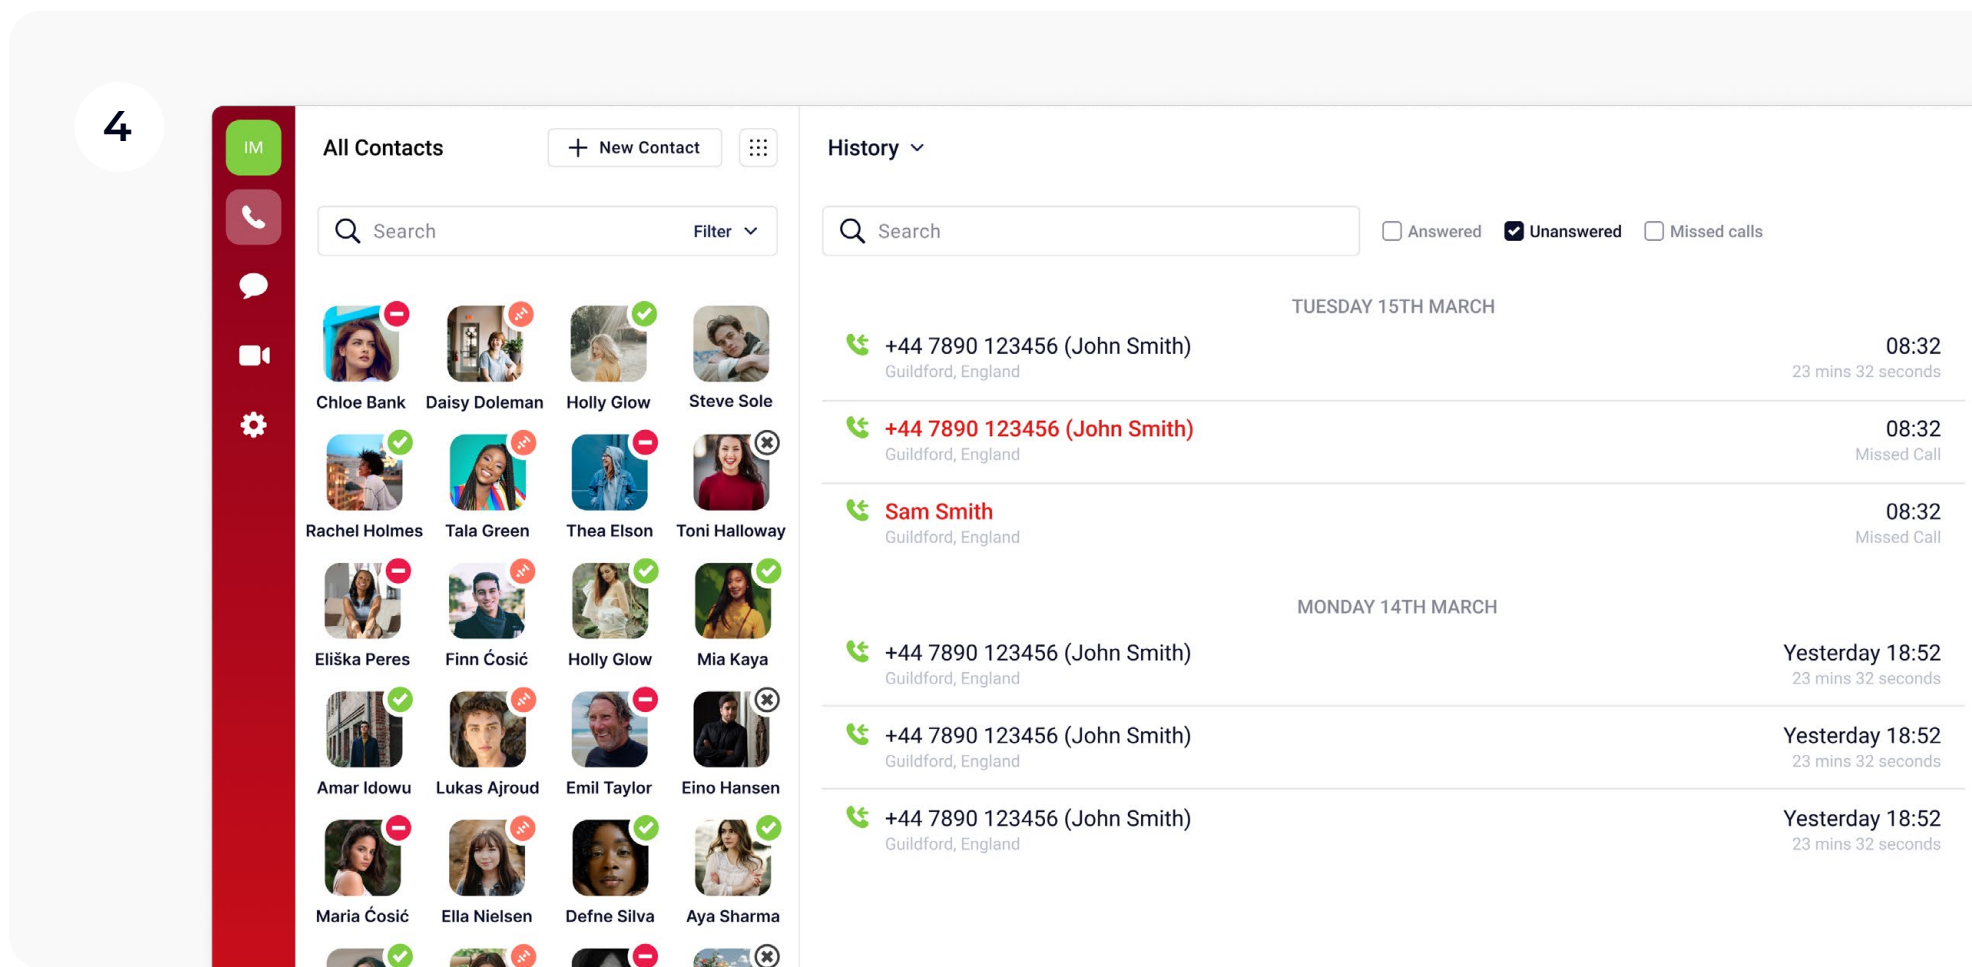 4
IM
All Contacts
New Contact
Search
Filter
Chloe Bank
Daisy Doleman
Holly Glow
Steve Sole
Rachel Holmes
Tala Green
Thea Elson
Toni Halloway
Eliška Peres
Finn Ćosić
Holly Glow
Mia Kaya
Amar Idowu
Lukas Ajroud
Emil Taylor
Eino Hansen
Maria Ćosić
Ella Nielsen
Defne Silva
Aya Sharma
History
Search
Answered
Unanswered
Missed calls
TUESDAY 15TH MARCH
+44 7890 123456 (John Smith) 08:32
Guildford, England 23 mins 32 seconds
+44 7890 123456 (John Smith) 08:32
Guildford, England Missed Call
Sam Smith 08:32
Guildford, England Missed Call
MONDAY 14TH MARCH
+44 7890 123456 (John Smith) Yesterday 18:52
Guildford, England 23 mins 32 seconds
+44 7890 123456 (John Smith) Yesterday 18:52
Guildford, England 23 mins 32 seconds
+44 7890 123456 (John Smith) Yesterday 18:52
Guildford, England 23 mins 32 seconds